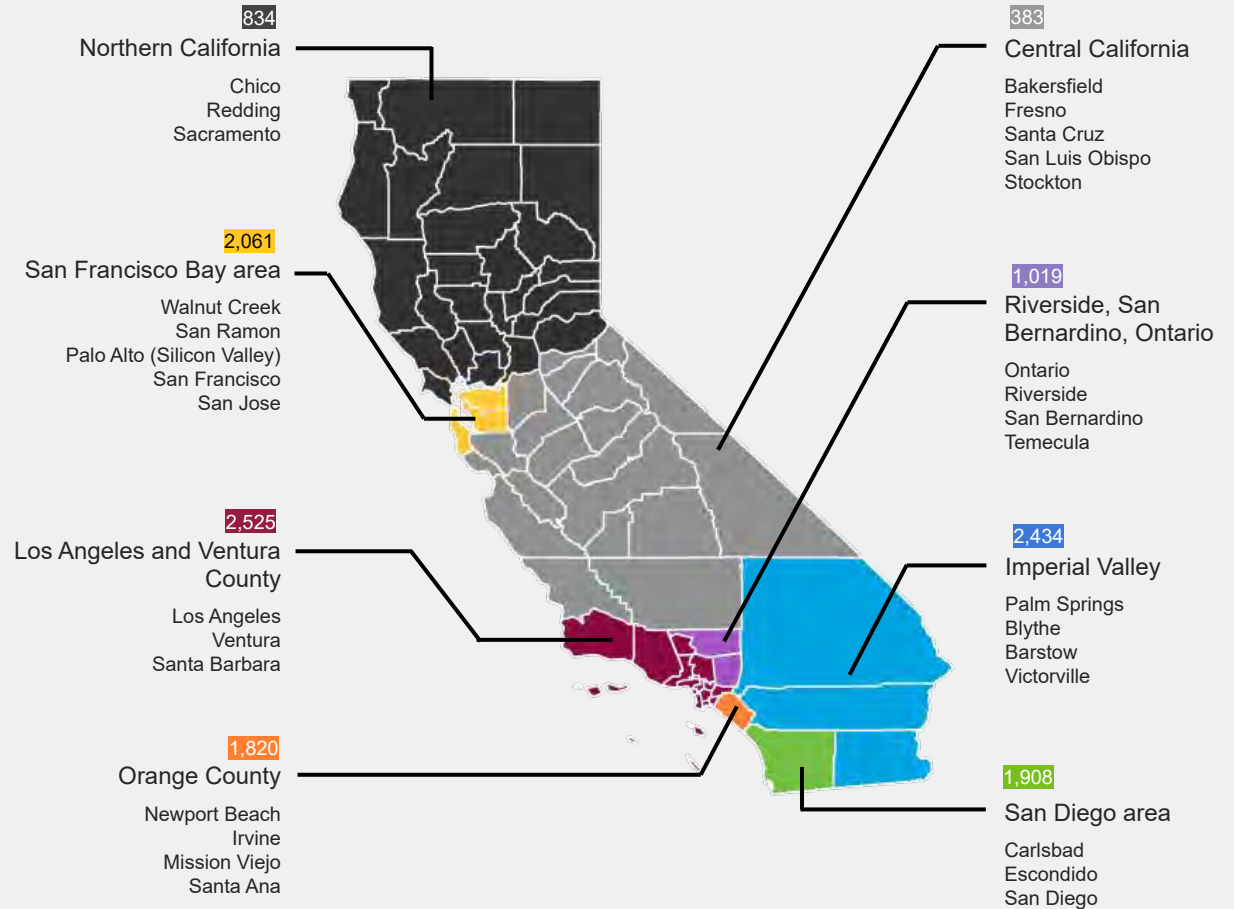 834
Northern California
Chico
Redding
Sacramento
2,061
San Francisco Bay area
Walnut Creek
San Ramon
Palo Alto (Silicon Valley)
San Francisco
San Jose
2,525
Los Angeles and Ventura
County
Los Angeles
Ventura
Santa Barbara
1,820
Orange County
Newport Beach
Irvine
Mission Viejo
Santa Ana
383
Central California
Bakersfield
Fresno
Santa Cruz
San Luis Obispo
Stockton
1,019
Riverside, San
Bernardino, Ontario
Ontario
Riverside
San Bernardino
Temecula
2,434
Imperial Valley
Palm Springs
Blythe
Barstow
Victorville
1,908
San Diego area
Carlsbad
Escondido
San Diego